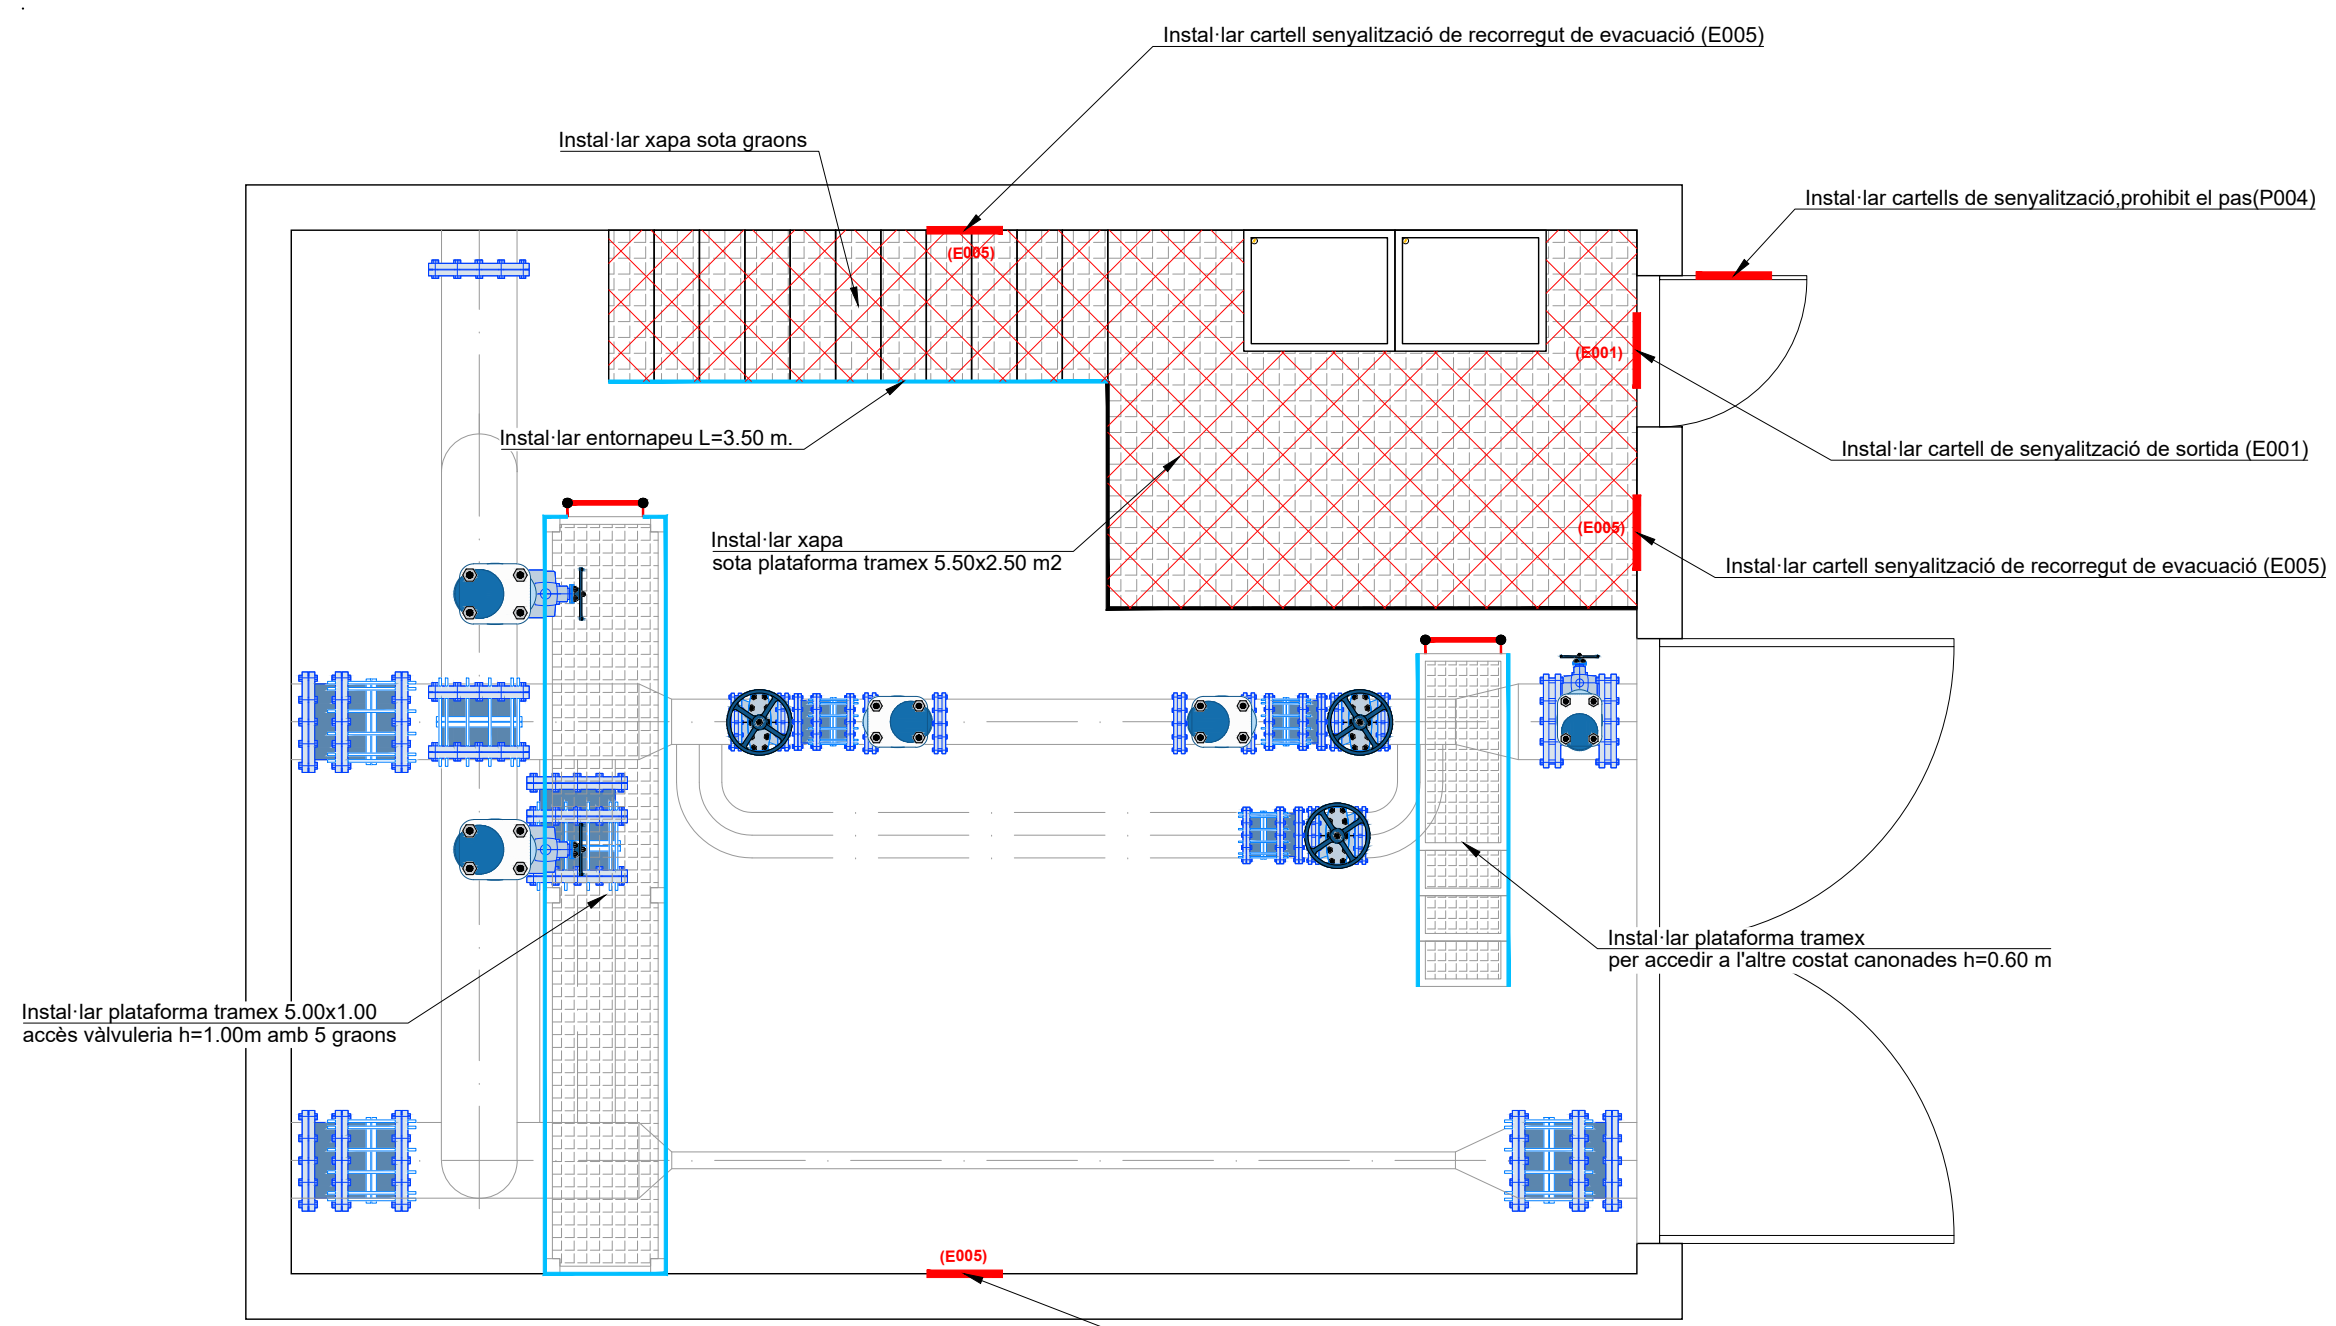 Instal·lar cartell senyalització de recorregut de evacuació (E005)
Instal·lar xapa sota graons
Instal·lar cartells de senyalització,prohibit el pas(P004)
(E005)
(E001)
Instal·lar entornapeu L=3.50 m.
Instal·lar cartell de senyalització de sortida (E001)
(E005)
Instal·lar xapa
sota plataforma tramex 5.50x2.50 m2
Instal·lar cartell senyalització de recorregut de evacuació (E005)
Instal·lar plataforma tramex
per accedir a l'altre costat canonades h=0.60 m
Instal·lar plataforma tramex 5.00x1.00
accès vàlvuleria h=1.00m amb 5 graons
(E005)